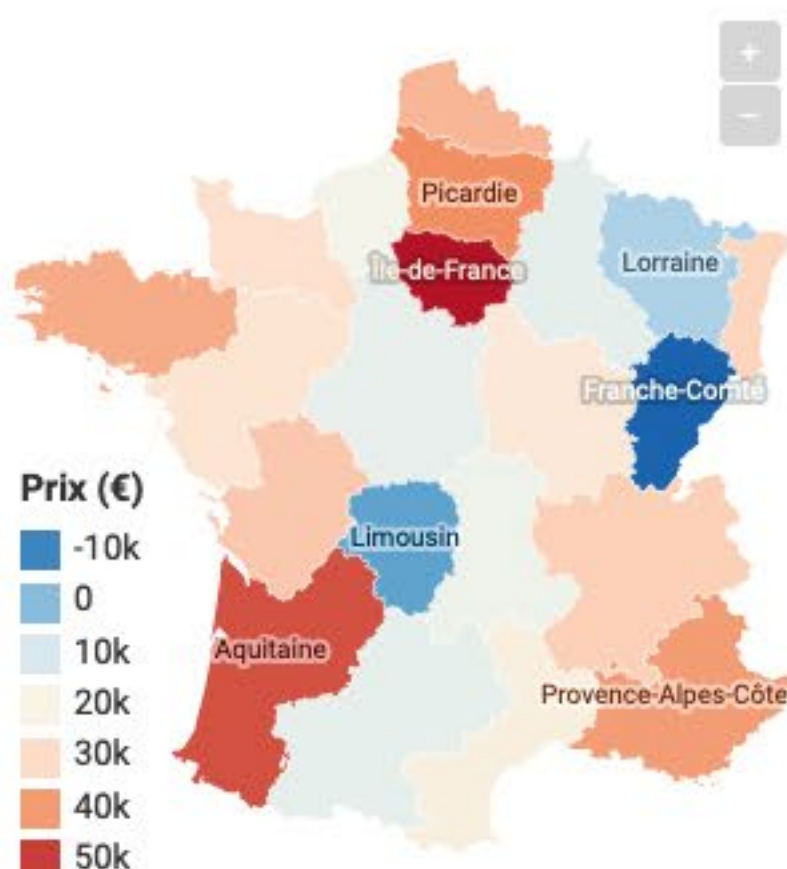 +
−
Picardie
Île-de-France
Lorraine
Franche-Comté
Prix (€)
-10k
0
10k
20k
30k
40k
50k
Limousin
Aquitaine
Provence-Alpes-Côte